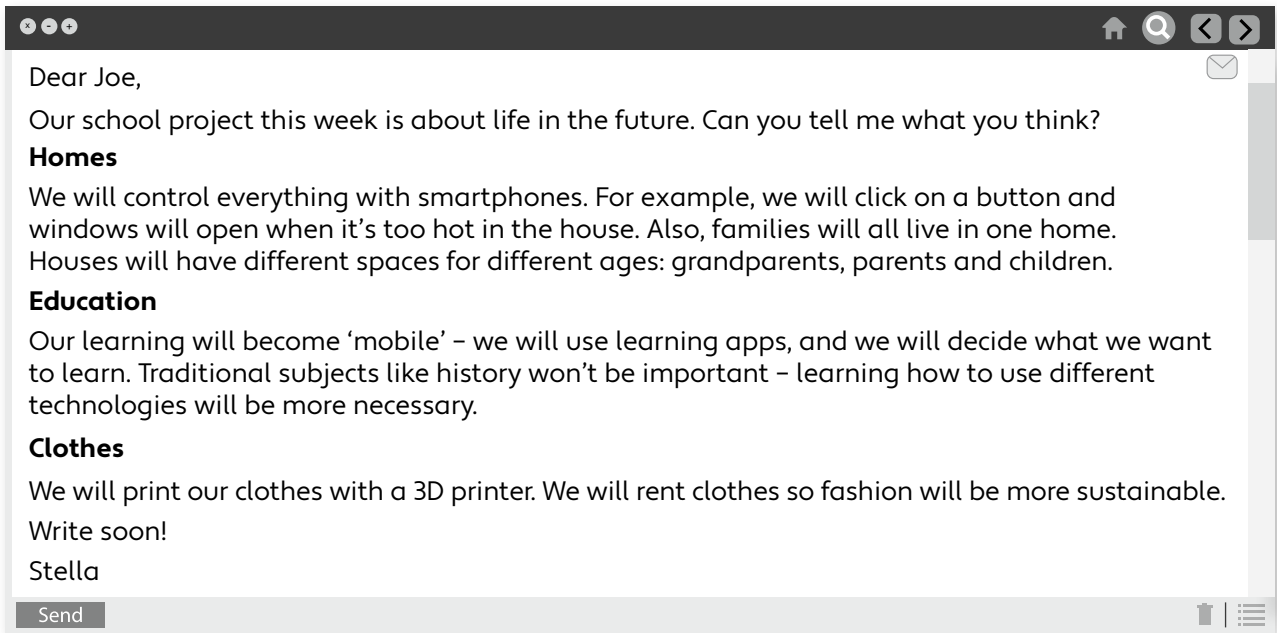 Dear Joe,
Our school project this week is about life in the future. Can you tell me what you think?
Homes
We will control everything with smartphones. For example, we will click on a button and
windows will open when it’s too hot in the house. Also, families will all live in one home.
Houses will have different spaces for different ages: grandparents, parents and children.
Education
Our learning will become ‘mobile’ – we will use learning apps, and we will decide what we want
to learn. Traditional subjects like history won’t be important – learning how to use different
technologies will be more necessary.
Clothes
We will print our clothes with a 3D printer. We will rent clothes so fashion will be more sustainable.
Write soon!
Stella
Send